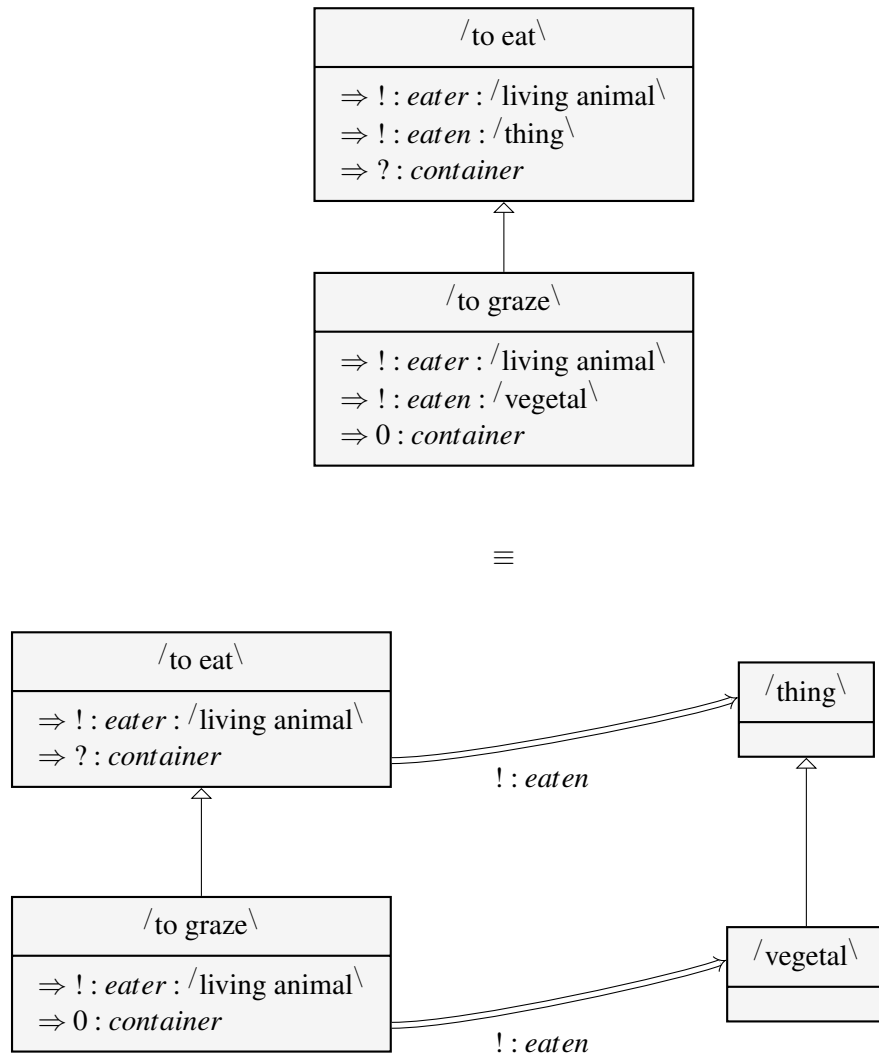 /to eat\
⇒ ! : eater : /living animal\
⇒ ! : eaten : /thing\
⇒ ? : container
/to graze\
⇒ ! : eater : /living animal\
⇒ ! : eaten : /vegetal\
⇒ 0 : container
≡
/to eat\
⇒ ! : eater : /living animal\
⇒ ? : container
/thing\
! : eaten
/to graze\
⇒ ! : eater : /living animal\
⇒ 0 : container
/vegetal\
! : eaten